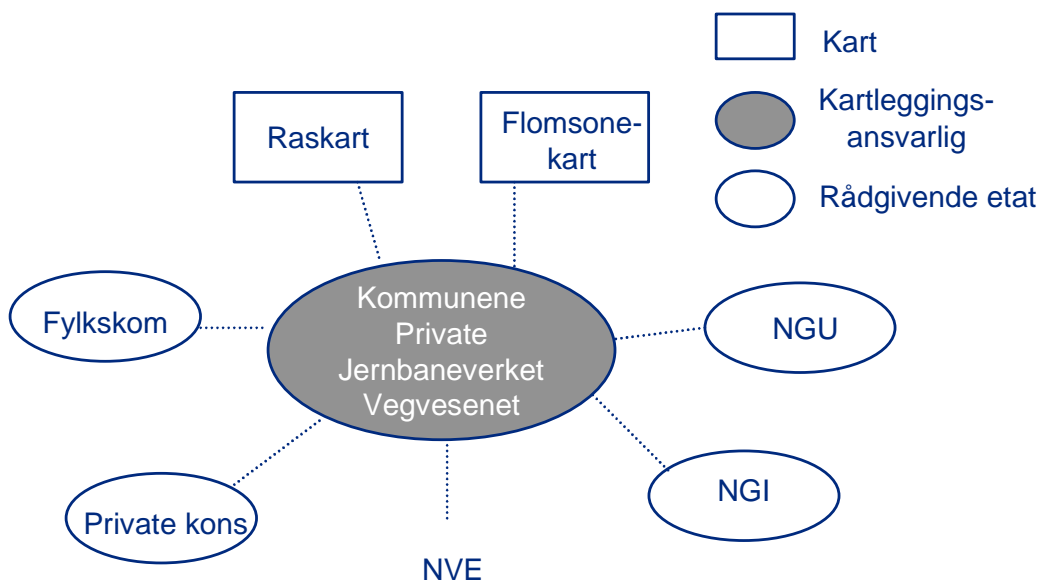 Kart
Kartleggings-
ansvarlig
Rådgivende etat
Raskart
Flomsone-
kart
Kommunene
Private
Jernbaneverket
Vegvesenet
Fylkskom
NGU
Private kons
NGI
NVE